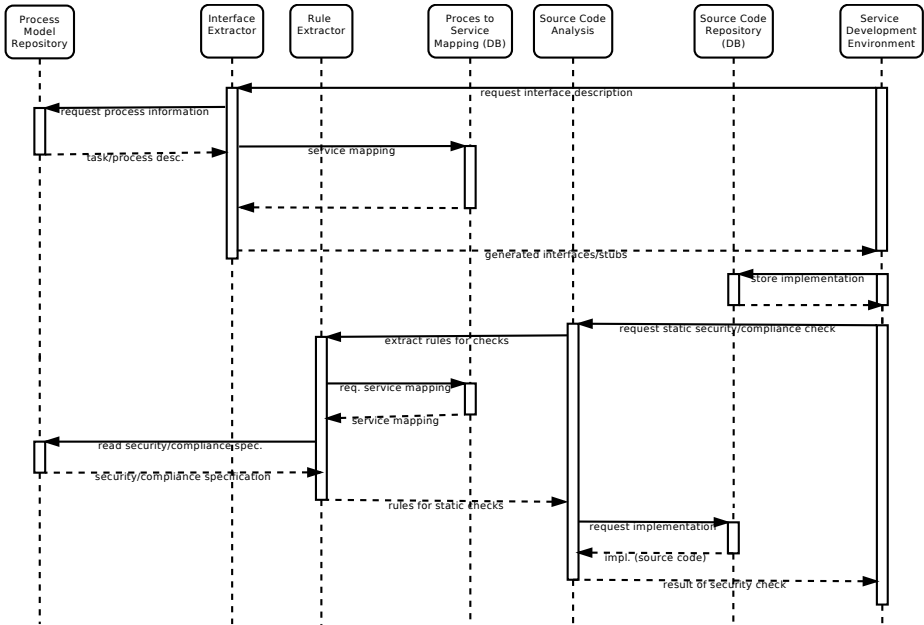 Process
Model
Repository
Interface
Extractor
Rule
Extractor
Proces to
Service
Mapping (DB)
Source Code
Analysis
Source Code
Repository
(DB)
Service
Development
Environment
request interface description
request process information
service mapping
task/process desc.
generated interfaces/stubs
store implementation
request static security/compliance check
extract rules for checks
req. service mapping
service mapping
read security/compliance spec.
security/compliance specification
rules for static checks
request implementation
impl. (source code)
result of security check